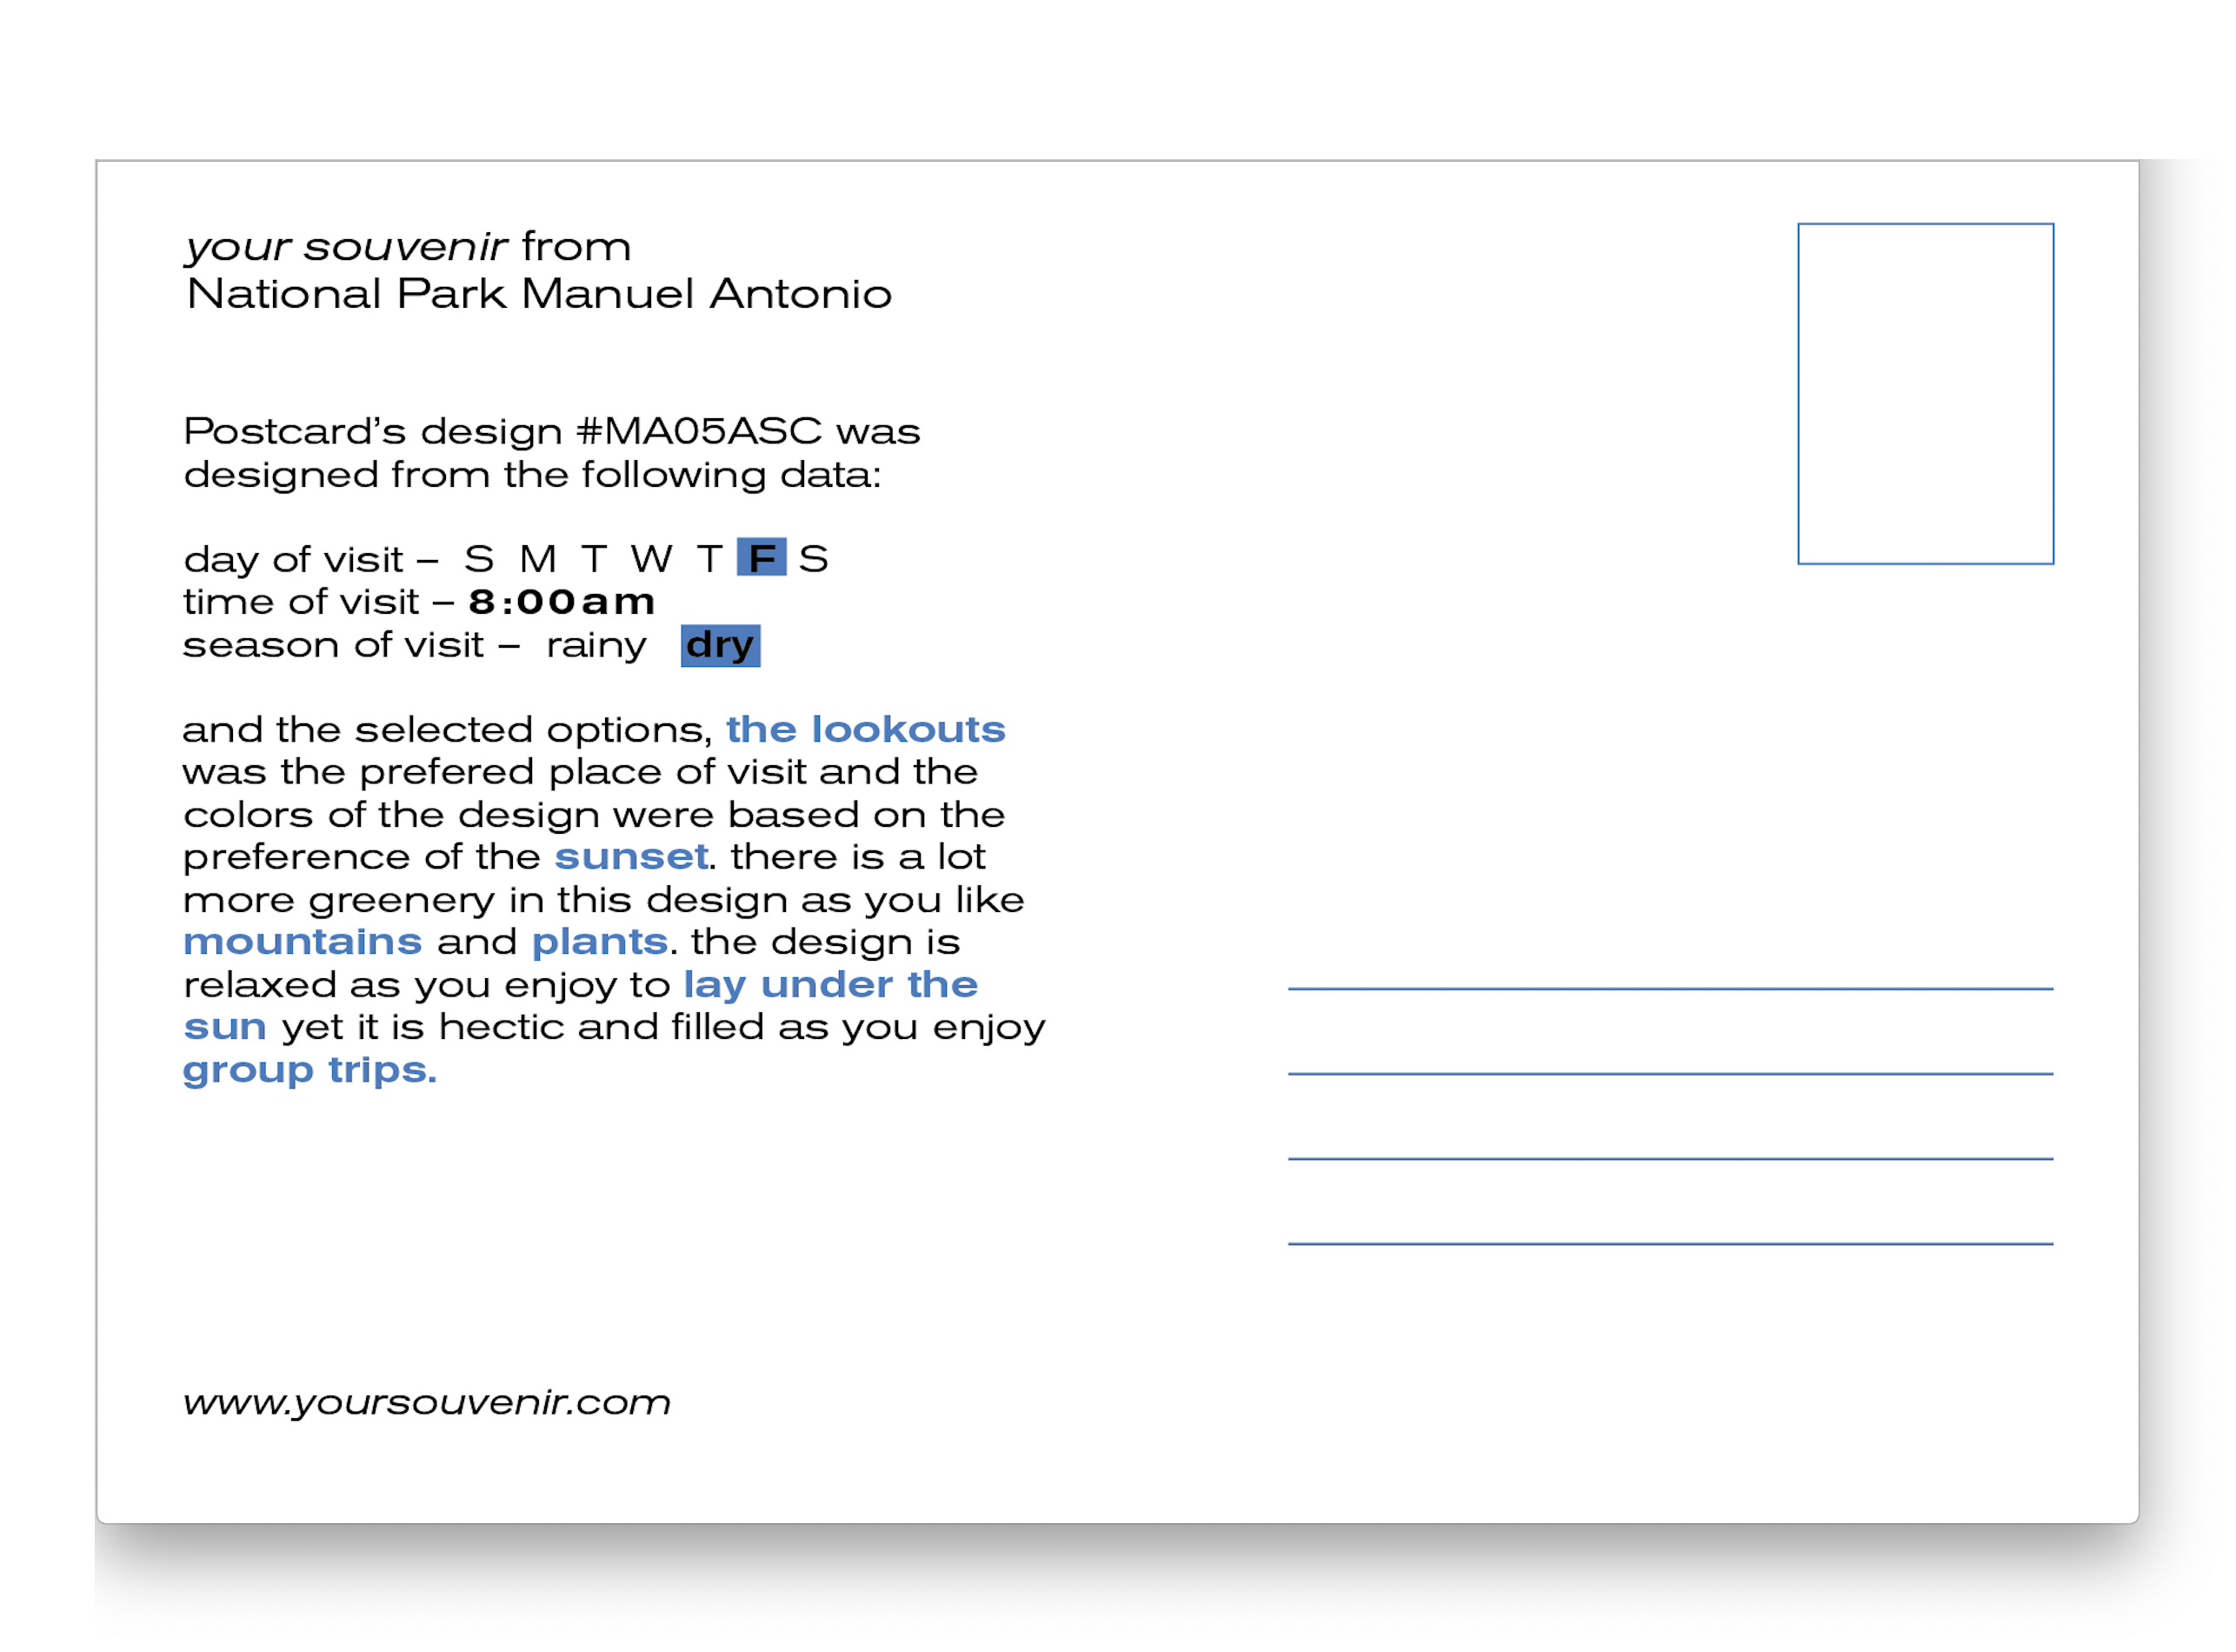 your souvenir from
National Park Manuel Antonio
Postcard’s design #MA05ASC was
designed from the following data:
day of visit – S M T W T F S
time of visit – 8:00am
season of visit – rainy dry
and the selected options, the lookouts
was the prefered place of visit and the
colors of the design were based on the
preference of the sunset. there is a lot
more greenery in this design as you like
mountains and plants. the design is
relaxed as you enjoy to lay under the
sun yet it is hectic and filled as you enjoy
group trips.
www.yoursouvenir.com